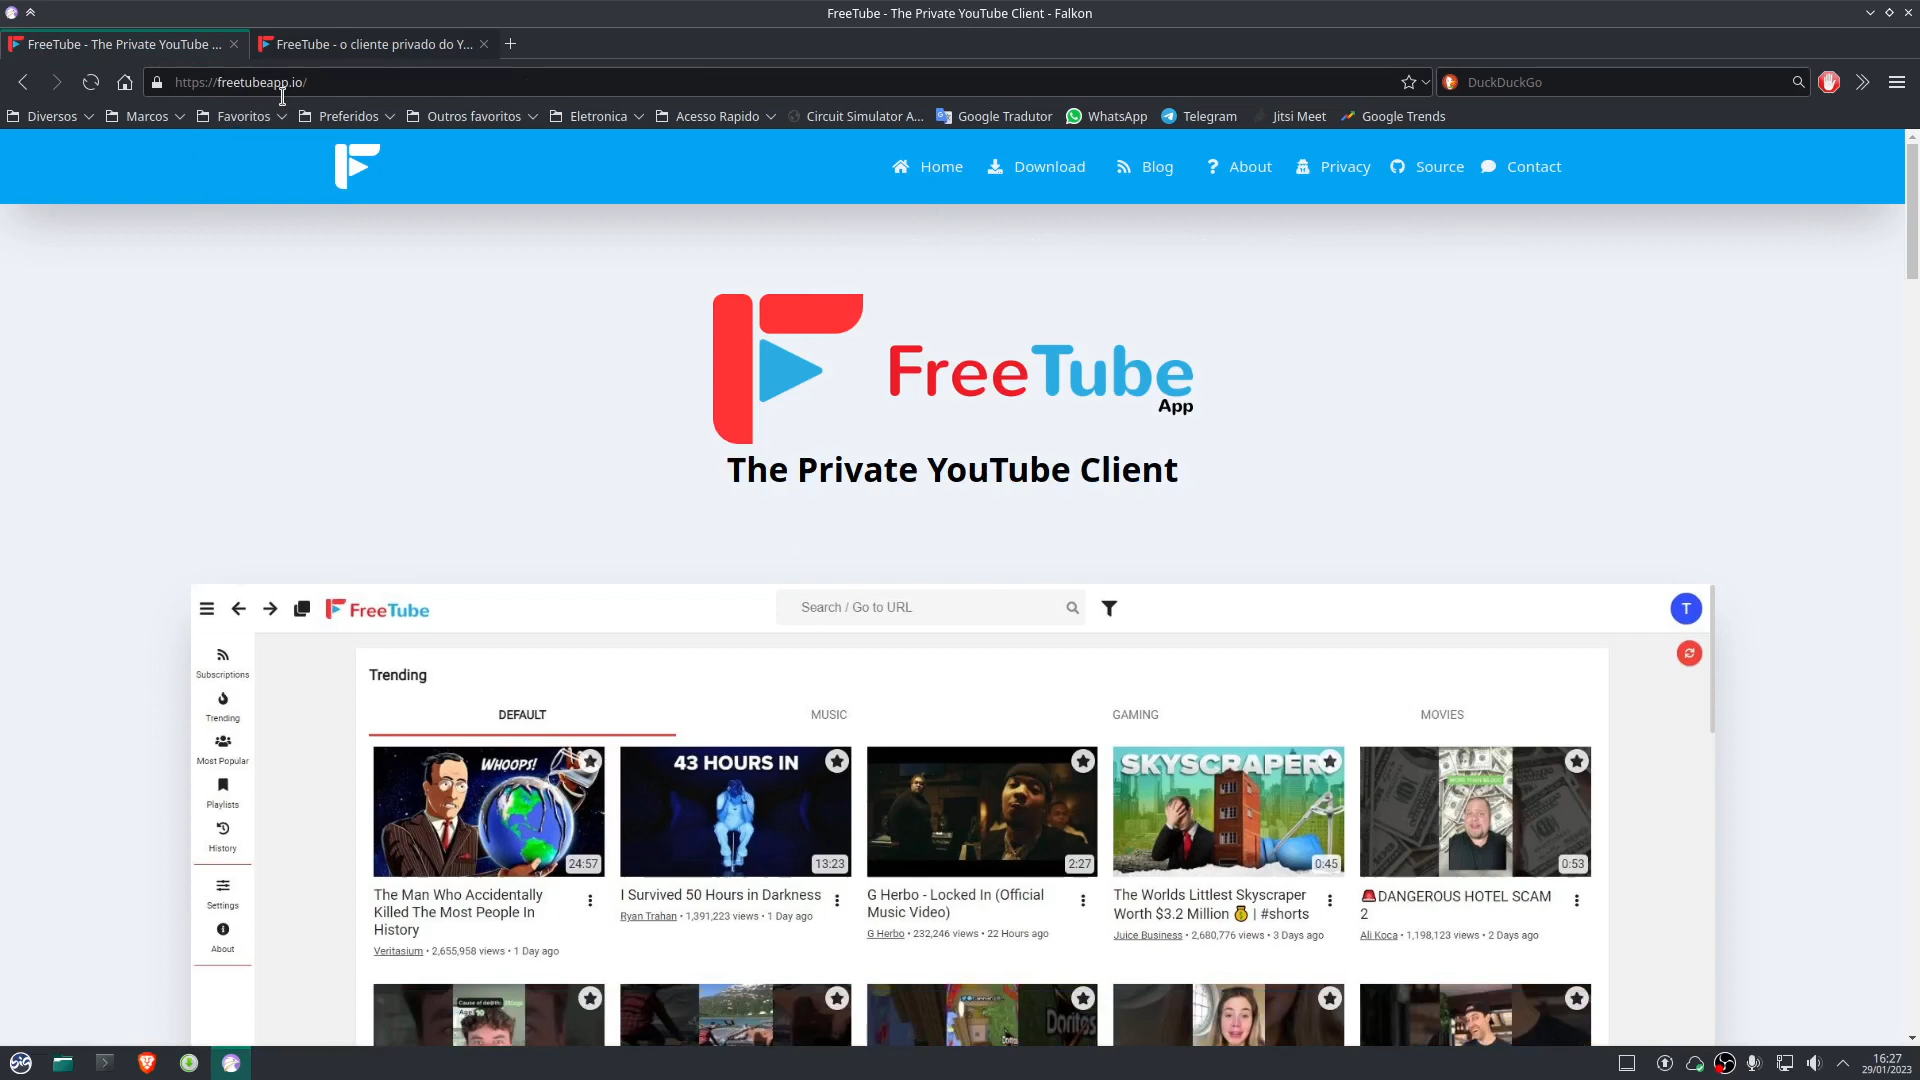 FreeTube - The Private YouTube Client - Falkon
FreeTube - The Private YouTube ...
FreeTube - o cliente privado do Y...
https://freetubeapp.io/
DuckDuckGo
Diversos
Marcos
Favoritos
Preferidos
Outros favoritos
Eletronica
Acesso Rapido
Circuit Simulator A...
Google Tradutor
WhatsApp
Telegram
Jitsi Meet
Google Trends
Home
Download
Blog
About
Privacy
Source
Contact
FreeTube
App
The Private YouTube Client
FreeTube
Search / Go to URL
T
Subscriptions
Trending
Most Popular
Playlists
History
Settings
About
Trending
DEFAULT
MUSIC
GAMING
MOVIES
WHOOPS!
24:57
43 HOURS IN
13:23
2:27
SKYSCRAPER
0:45
0:53
The Man Who Accidentally
Killed The Most People In
History
Veritasium • 2,655,958 views • 1 Day ago
I Survived 50 Hours in Darkness
Ryan Trahan • 1,391,223 views • 1 Day ago
G Herbo - Locked In (Official
Music Video)
G Herbo • 232,246 views • 22 Hours ago
The Worlds Littlest Skyscraper
Worth $3.2 Million 💰 | #shorts
Juice Business • 2,680,776 views • 3 Days ago
🚨DANGEROUS HOTEL SCAM
2
Ali Koca • 1,198,123 views • 2 Days ago
Cause of death:
Doritos
16:27
29/01/2023